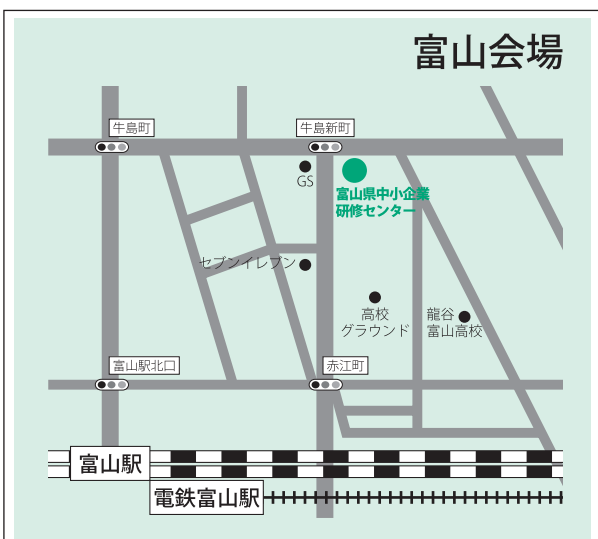 富山会場
牛島町
牛島新町
GS
富山県中小企業
研修センター
セブンイレブン
高校
グラウンド
龍谷
富山高校
富山駅北口
赤江町
富山駅
電鉄富山駅